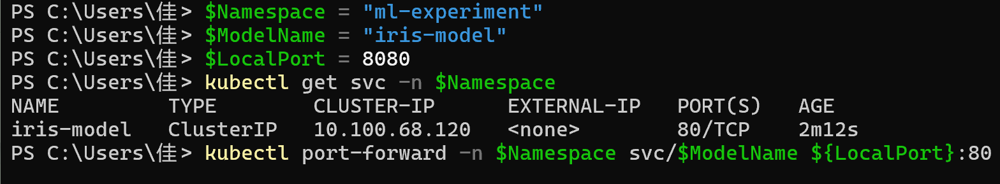 PS C:\Users\佳> $Namespace = "ml-experiment"
PS C:\Users\佳> $ModelName = "iris-model"
PS C:\Users\佳> $LocalPort = 8080
PS C:\Users\佳> kubectl get svc -n $Namespace
NAME         TYPE        CLUSTER-IP      EXTERNAL-IP   PORT(S)   AGE
iris-model   ClusterIP   10.100.68.120   <none>        80/TCP    2m12s
PS C:\Users\佳> kubectl port-forward -n $Namespace svc/$ModelName ${LocalPort}:80